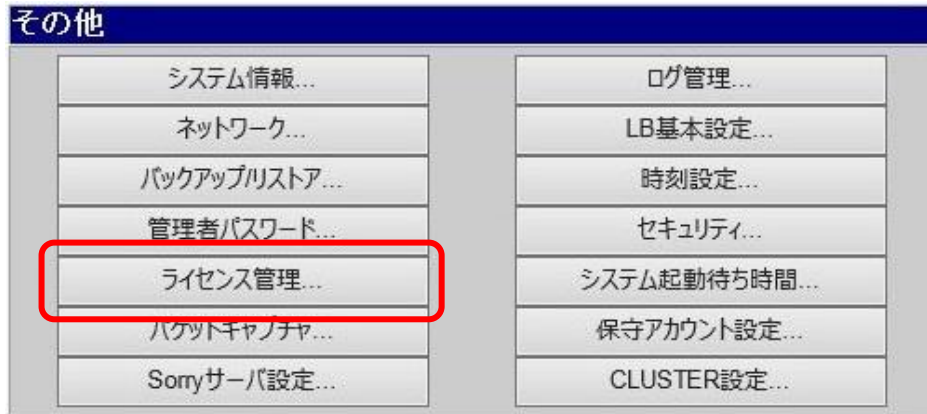 その他
システム情報...
ログ管理...
ネットワーク...
LB基本設定...
バックアップ/リストア...
時刻設定...
管理者パスワード...
セキュリティ...
ライセンス管理...
システム起動待ち時間...
パケットキャプチャ...
保守アカウント設定...
Sorryサーバ設定...
CLUSTER設定...